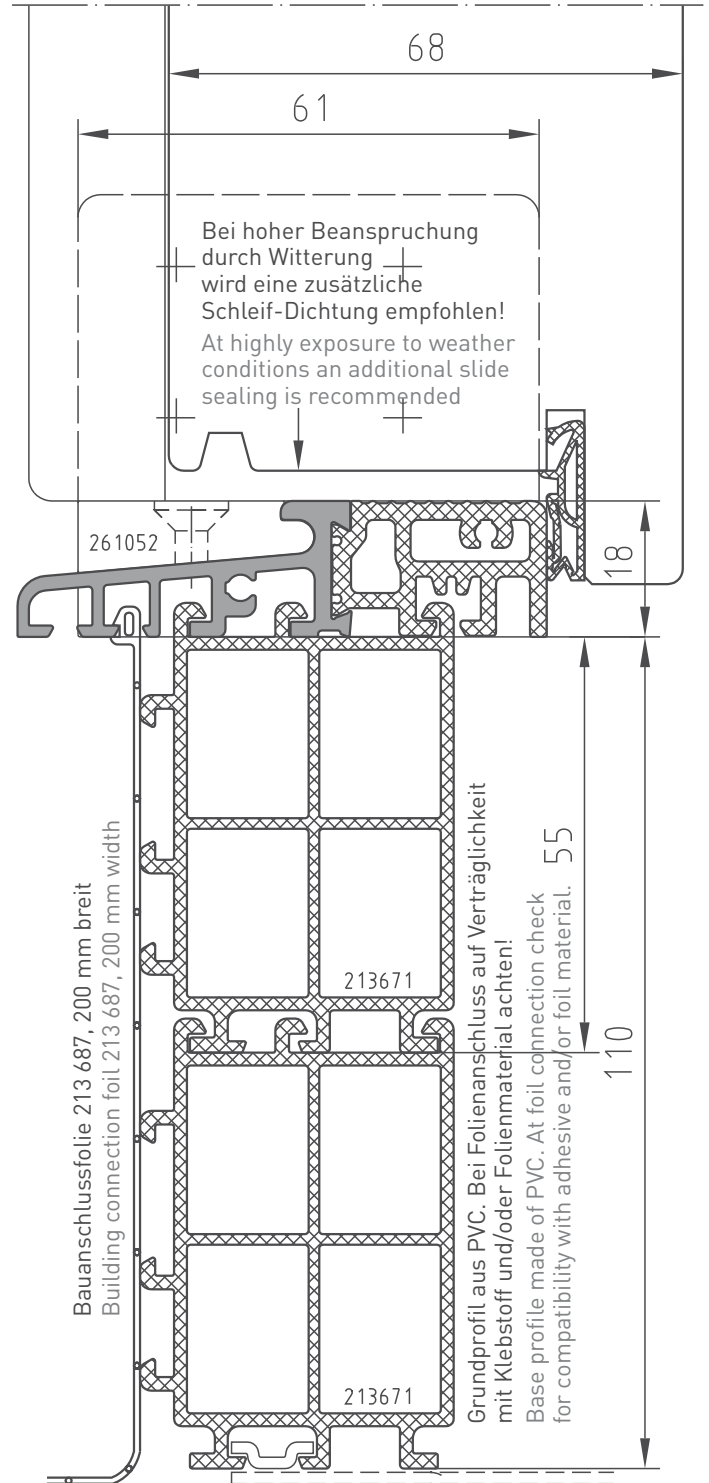 68
61
Bei hoher Beanspruchung
durch Witterung
wird eine zusätzliche
Schleif-Dichtung empfohlen!
At highly exposure to weather
conditions an additional slide
sealing is recommended
261052
18
Bauanschlussfolie 213 687, 200 mm breit
Building connection foil 213 687, 200 mm width
213671
Grundprofil aus PVC. Bei Folienanschluss auf Verträglichkeit
mit Klebstoff und/oder Folienmaterial achten!
Base profile made of PVC. At foil connection check
for compatibility with adhesive and/or foil material.
55
110
213671